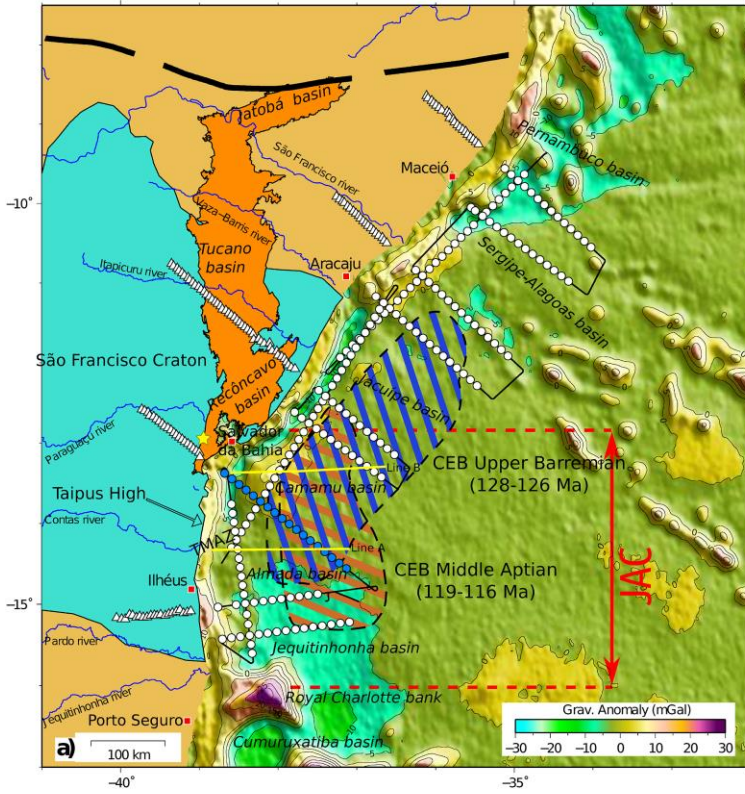 Jatobá basin
São Francisco river
Pernambuco basin
Maceió
−10°
Vaza−Barris river
Tucano
basin
Sergipe-Alagoas basin
Itapicuru river
Aracaju
São Francisco Craton
Recôncavo
basin
Jacuípe basin
Paraguaçu river
Salvador
da Bahia
CEB Upper Barremian
(128-126 Ma)
Line B
Camamu basin
Taipus High
Contas river
TMAZ
Line A
JAC
Almada basin
CEB Middle Aptian
(119-116 Ma)
Ilhéus
−15°
Pardo river
Jequitinhonha basin
Jequitinhonha river
Royal Charlotte bank
Porto Seguro
Grav. Anomaly (mGal)
−30 −20 −10 0 10 20 30
a)
100 km
Cumuruxatiba basin
−40°
−35°